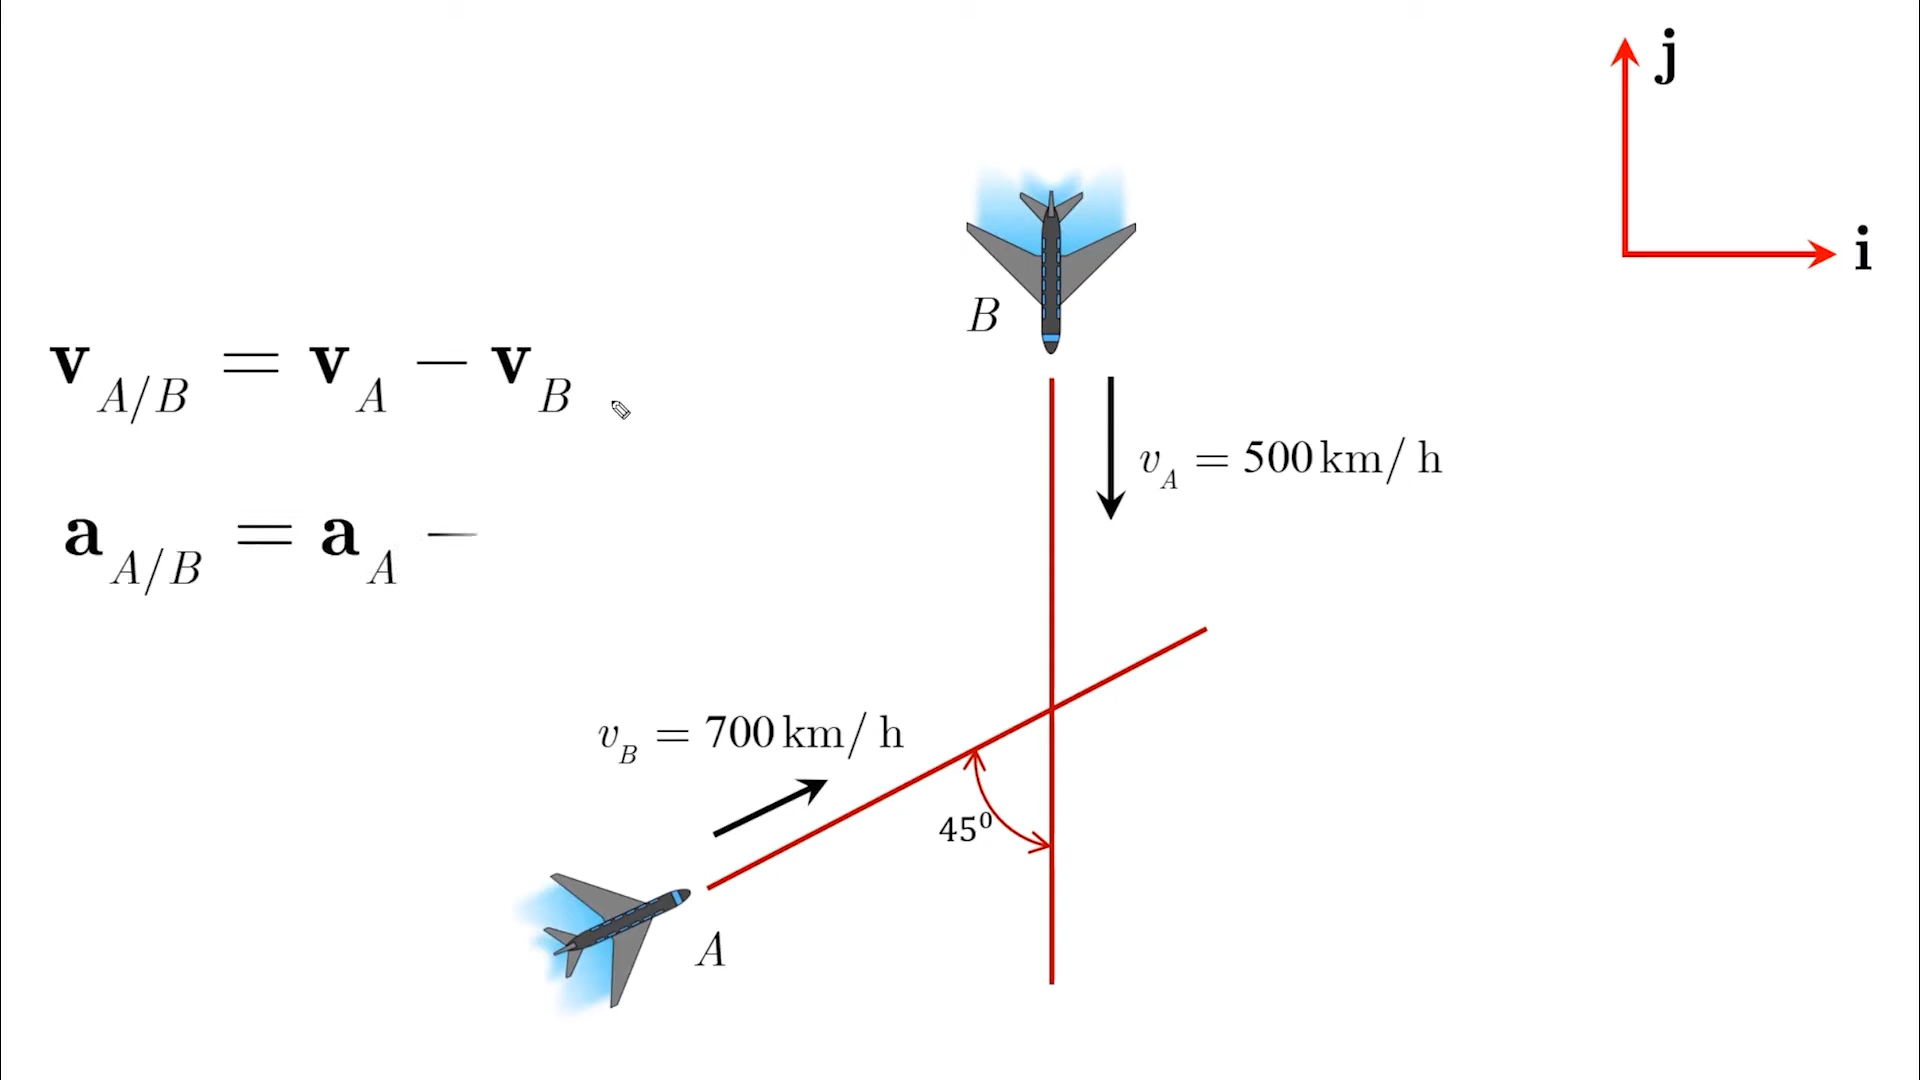 j
i
B
v_{A/B} = v_A − v_B
v_A = 500 km/ h
a_{A/B} = a_A −
v_B = 700 km/ h
45⁰
A